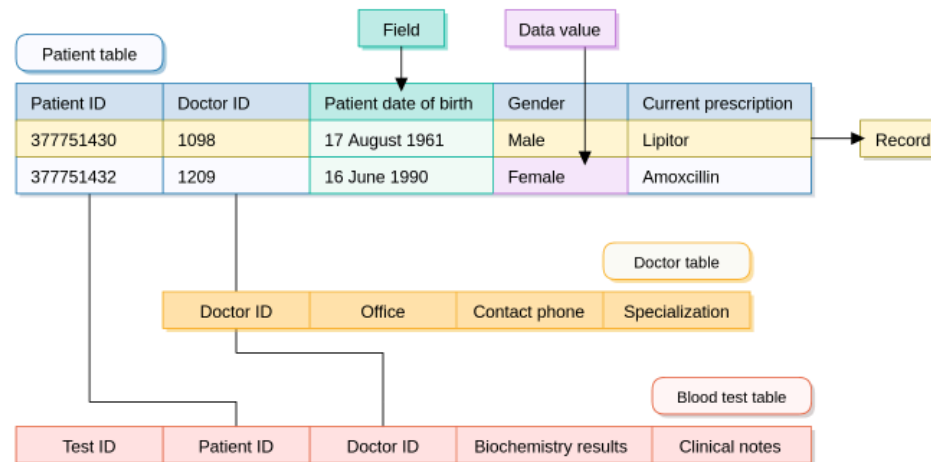 Field
Data value
Patient table
Patient ID Doctor ID Patient date of birth Gender Current prescription
377751430 1098 17 August 1961 Male Lipitor
Record
377751432 1209 16 June 1990 Female Amoxcillin
Doctor table
Doctor ID Office Contact phone Specialization
Blood test table
Test ID Patient ID Doctor ID Biochemistry results Clinical notes